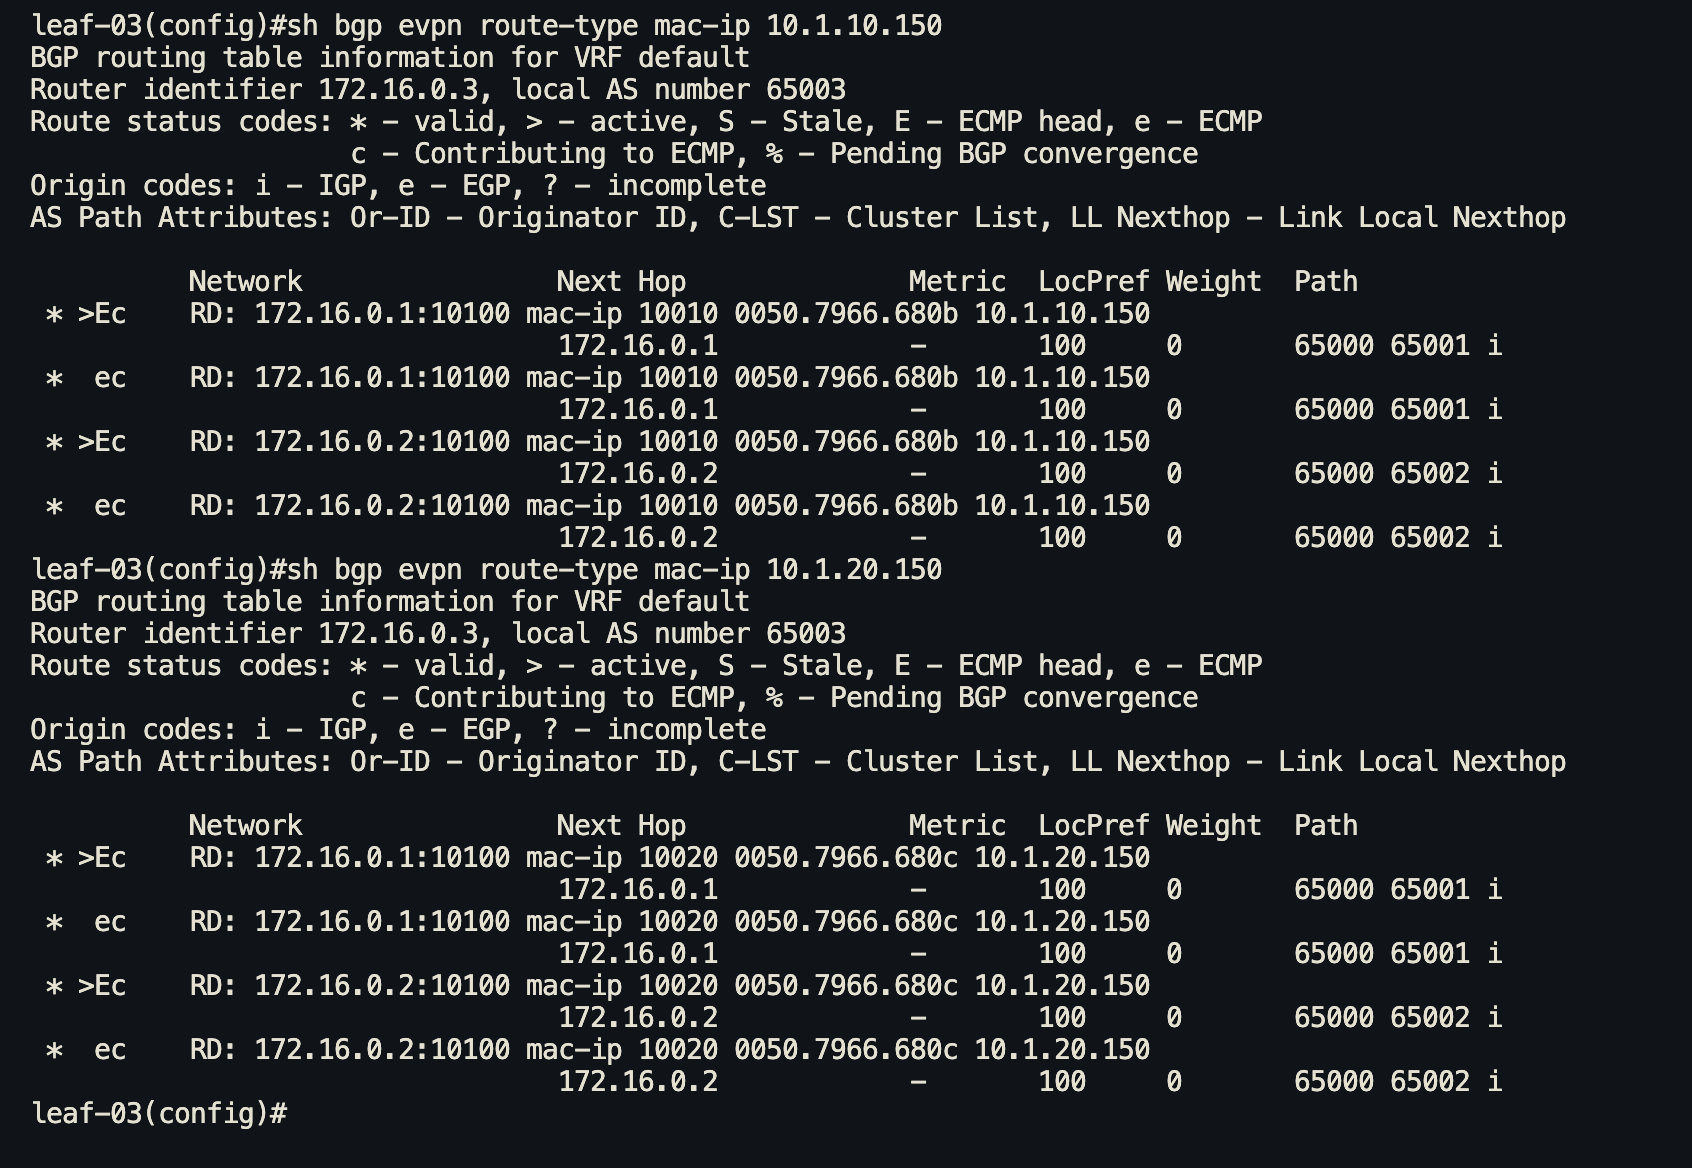 leaf-03(config)#sh bgp evpn route-type mac-ip 10.1.10.150
BGP routing table information for VRF default
Router identifier 172.16.0.3, local AS number 65003
Route status codes: * - valid, > - active, S - Stale, E - ECMP head, e - ECMP
                    c - Contributing to ECMP, % - Pending BGP convergence
Origin codes: i - IGP, e - EGP, ? - incomplete
AS Path Attributes: Or-ID - Originator ID, C-LST - Cluster List, LL Nexthop - Link Local Nexthop

          Network                Next Hop              Metric  LocPref Weight  Path
 * >Ec    RD: 172.16.0.1:10100 mac-ip 10010 0050.7966.680b 10.1.10.150
                                 172.16.0.1            -       100     0       65000 65001 i
 *  ec    RD: 172.16.0.1:10100 mac-ip 10010 0050.7966.680b 10.1.10.150
                                 172.16.0.1            -       100     0       65000 65001 i
 * >Ec    RD: 172.16.0.2:10100 mac-ip 10010 0050.7966.680b 10.1.10.150
                                 172.16.0.2            -       100     0       65000 65002 i
 *  ec    RD: 172.16.0.2:10100 mac-ip 10010 0050.7966.680b 10.1.10.150
                                 172.16.0.2            -       100     0       65000 65002 i
leaf-03(config)#sh bgp evpn route-type mac-ip 10.1.20.150
BGP routing table information for VRF default
Router identifier 172.16.0.3, local AS number 65003
Route status codes: * - valid, > - active, S - Stale, E - ECMP head, e - ECMP
                    c - Contributing to ECMP, % - Pending BGP convergence
Origin codes: i - IGP, e - EGP, ? - incomplete
AS Path Attributes: Or-ID - Originator ID, C-LST - Cluster List, LL Nexthop - Link Local Nexthop

          Network                Next Hop              Metric  LocPref Weight  Path
 * >Ec    RD: 172.16.0.1:10100 mac-ip 10020 0050.7966.680c 10.1.20.150
                                 172.16.0.1            -       100     0       65000 65001 i
 *  ec    RD: 172.16.0.1:10100 mac-ip 10020 0050.7966.680c 10.1.20.150
                                 172.16.0.1            -       100     0       65000 65001 i
 * >Ec    RD: 172.16.0.2:10100 mac-ip 10020 0050.7966.680c 10.1.20.150
                                 172.16.0.2            -       100     0       65000 65002 i
 *  ec    RD: 172.16.0.2:10100 mac-ip 10020 0050.7966.680c 10.1.20.150
                                 172.16.0.2            -       100     0       65000 65002 i
leaf-03(config)#